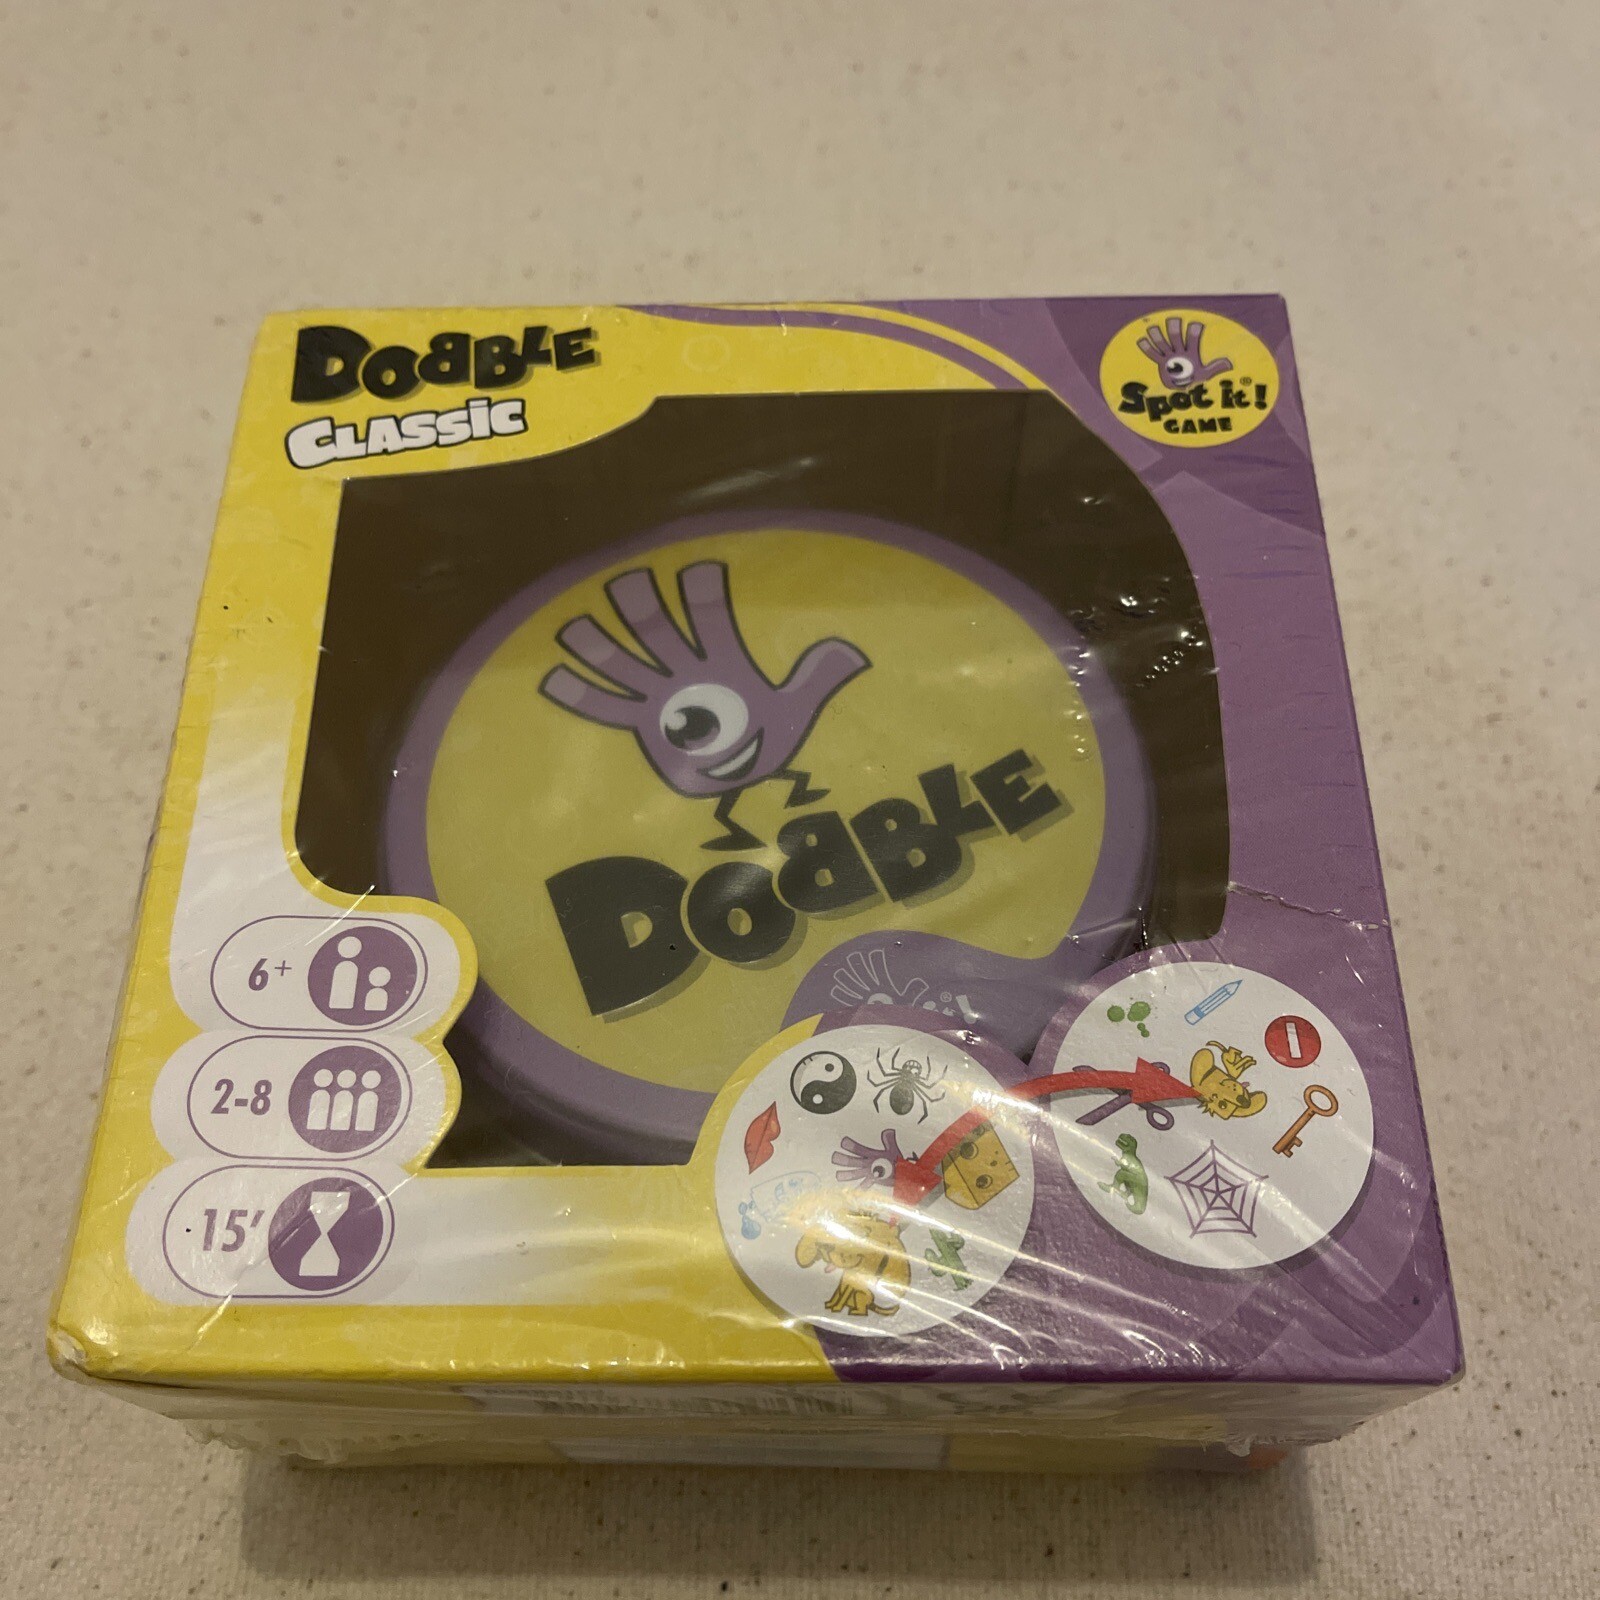 DOBBLE
CLASSIC
Spot it!®
GAME
DOBBLE
6+
2-8
15'